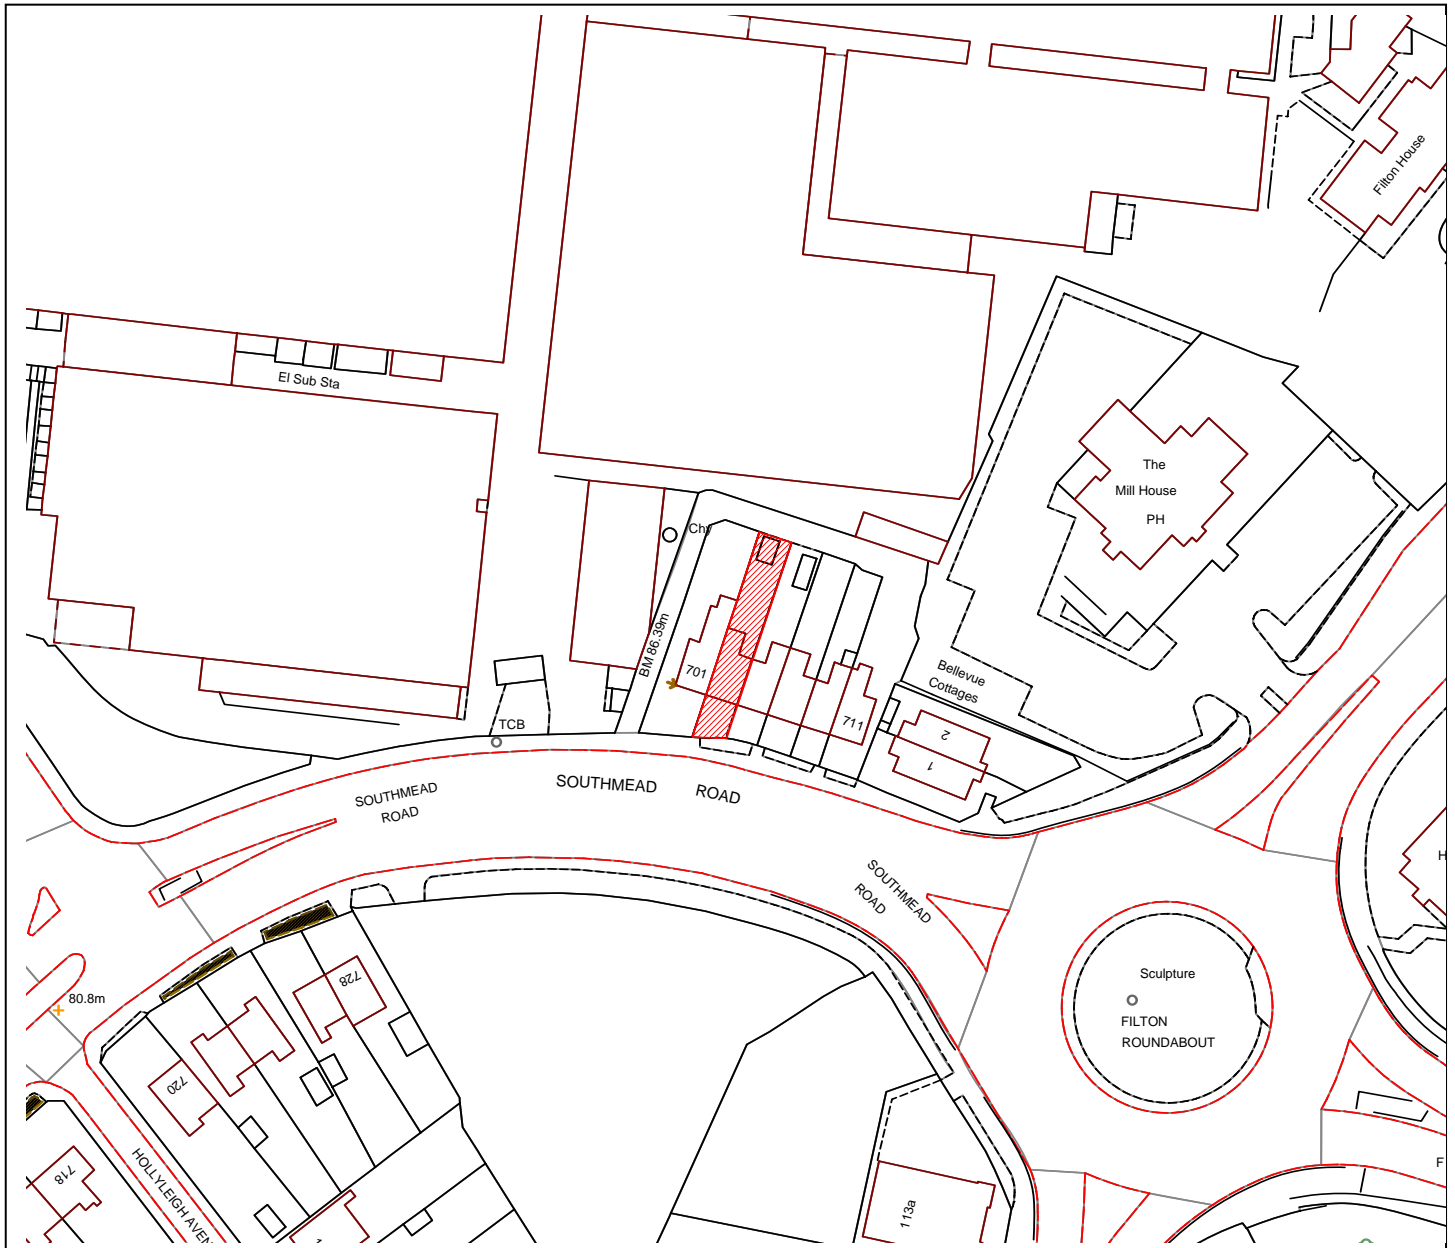 Filton House
El Sub Sta
The
Mill House
PH
Chy
BM 86.39m
701
711
Bellevue
Cottages
2
1
TCB
SOUTHMEAD
ROAD
SOUTHMEAD ROAD
SOUTHMEAD
ROAD
H
80.8m
728
720
718
Sculpture
FILTON
ROUNDABOUT
HOLLYLEIGH AVEN
113a
F